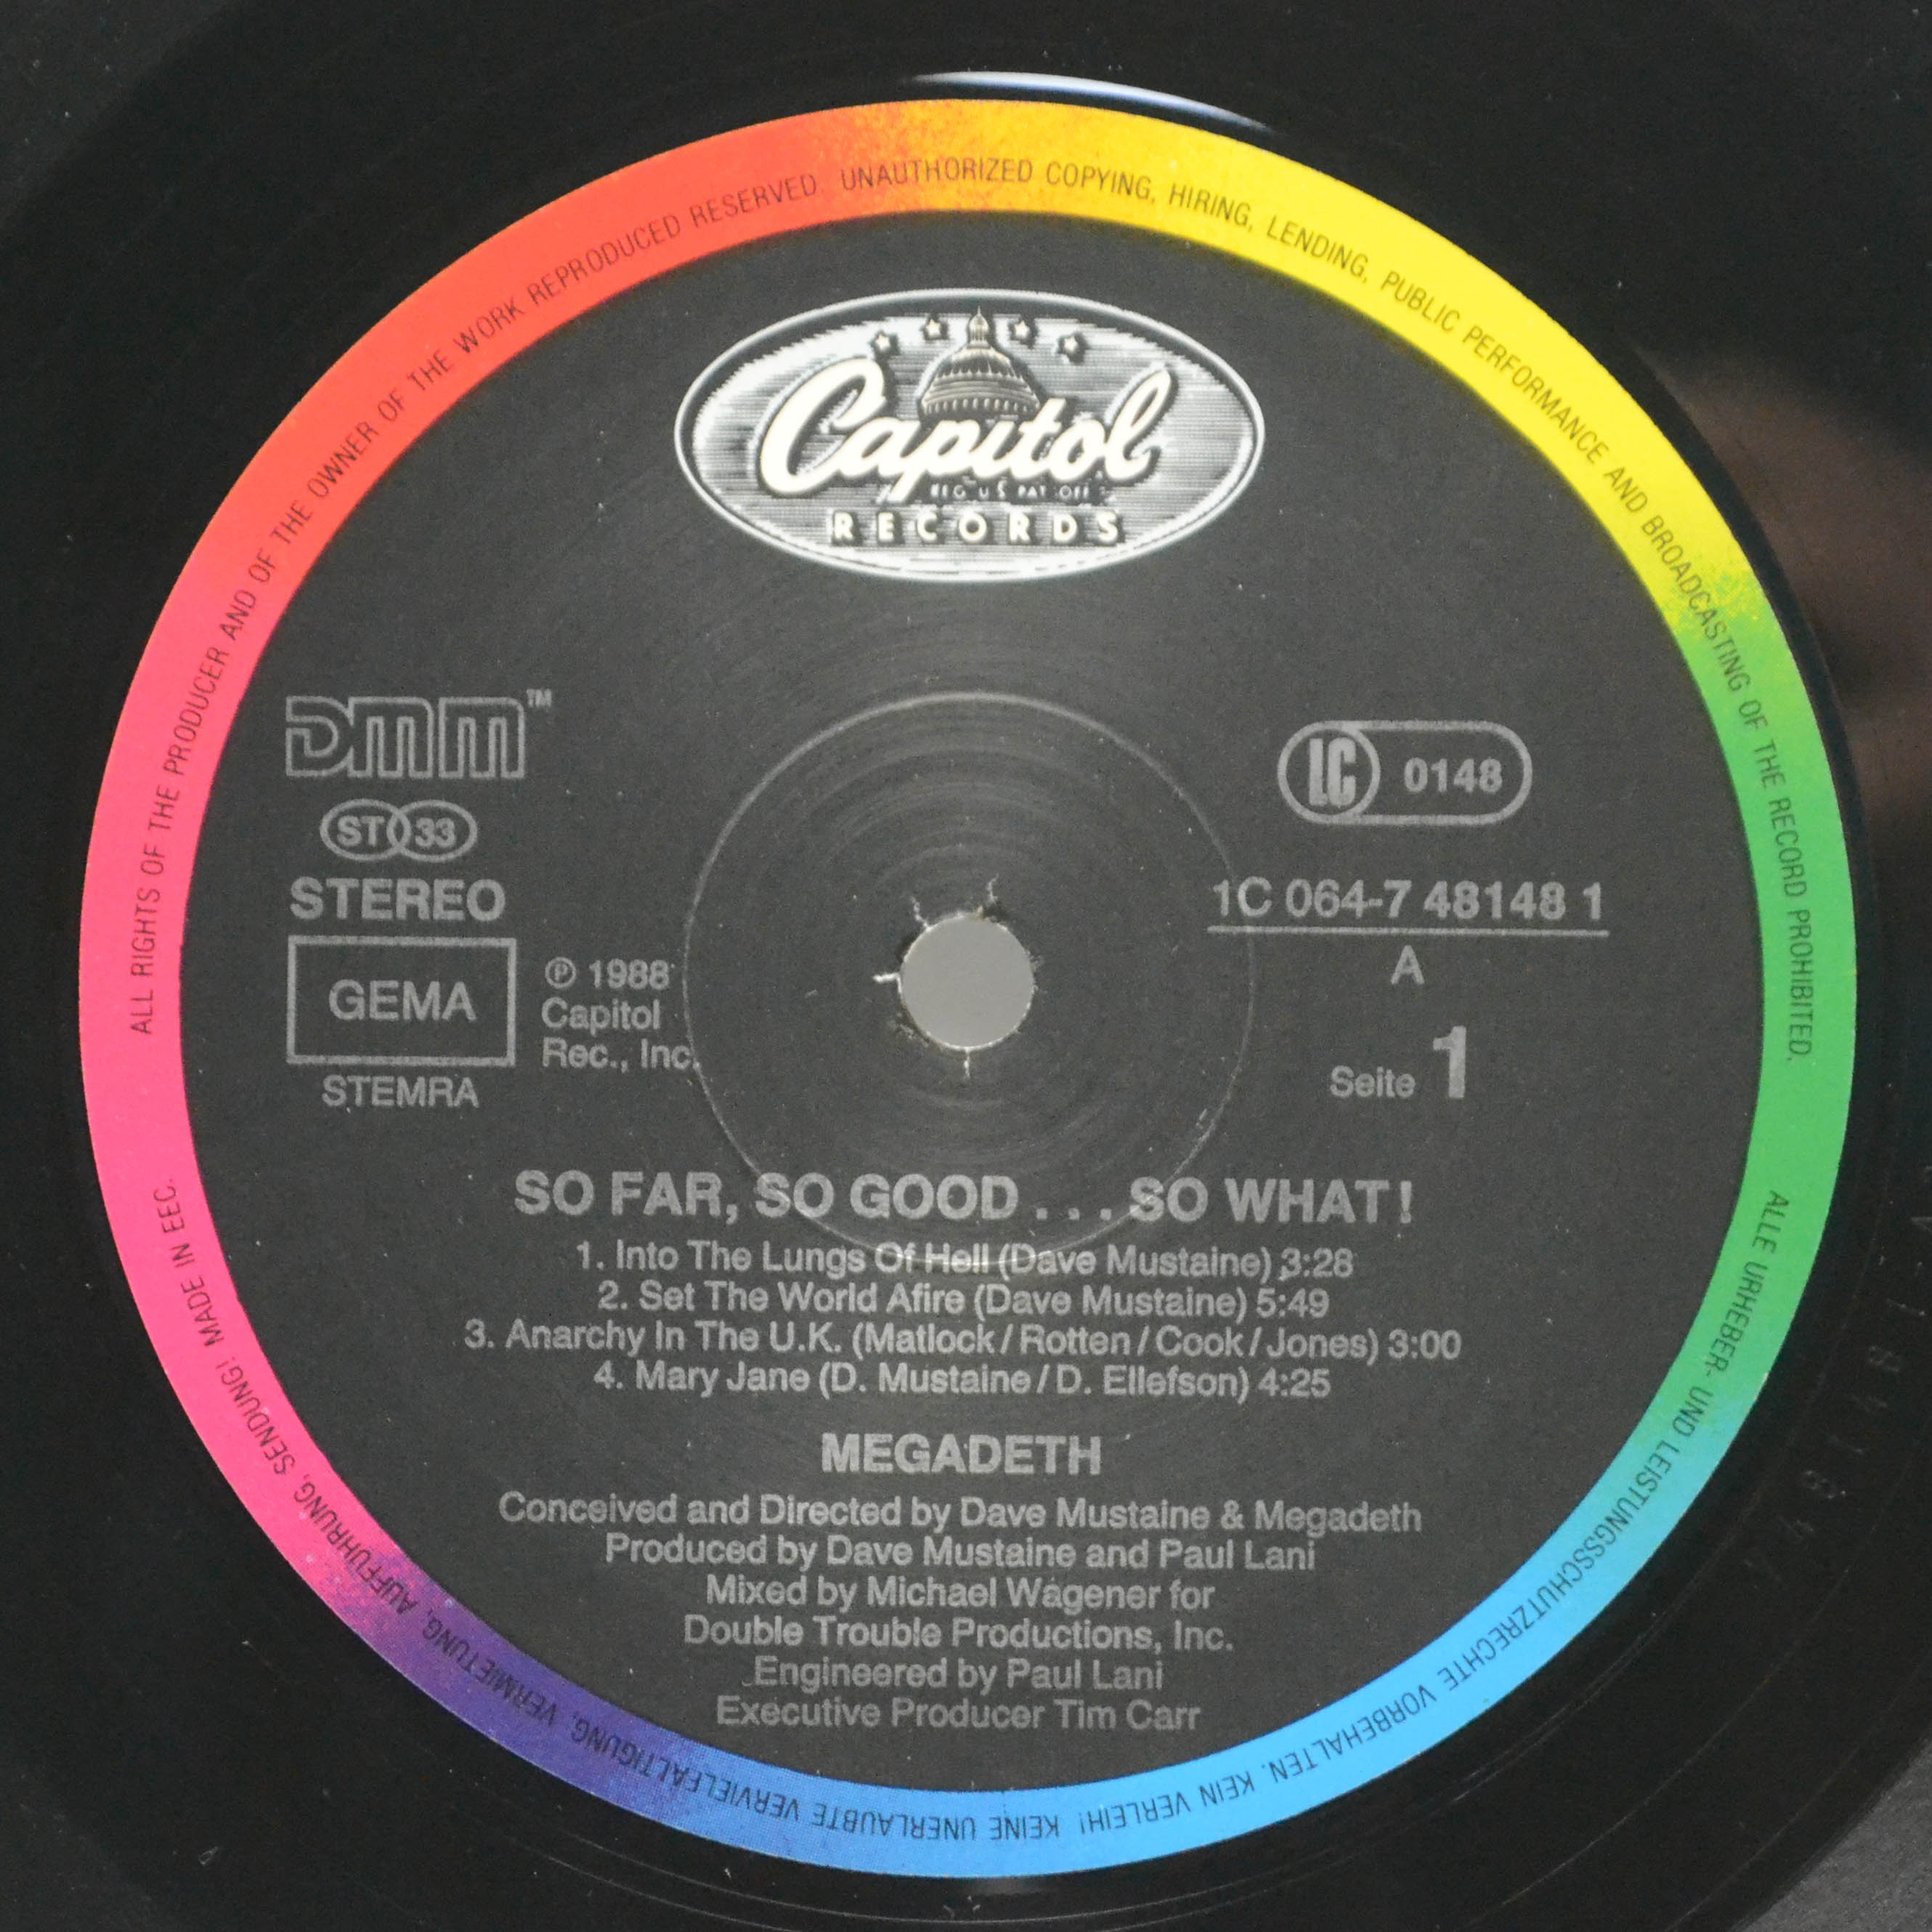 ALL RIGHTS OF THE PRODUCER AND OF THE OWNER OF THE WORK REPRODUCED RESERVED. UNAUTHORIZED COPYING, HIRING, LENDING, PUBLIC PERFORMANCE AND BROADCASTING OF THE RECORD PROHIBITED.
Capitol
REG. U.S. PAT. OFF.
RECORDS
DMM™
ST 33
STEREO
GEMA
STEMRA
℗ 1988
Capitol
Rec., Inc.
LC 0148
1C 064-7 48148 1
A
Seite 1
SO FAR, SO GOOD . . . SO WHAT!
1. Into The Lungs Of Hell (Dave Mustaine) 3:28
2. Set The World Afire (Dave Mustaine) 5:49
3. Anarchy In The U.K. (Matlock/Rotten/Cook/Jones) 3:00
4. Mary Jane (D. Mustaine/D. Ellefson) 4:25
MEGADETH
Conceived and Directed by Dave Mustaine & Megadeth
Produced by Dave Mustaine and Paul Lani
Mixed by Michael Wagener for
Double Trouble Productions, Inc.
Engineered by Paul Lani
Executive Producer Tim Carr
ALLE URHEBER- UND LEISTUNGSSCHUTZRECHTE VORBEHALTEN. KEIN VERLEIH! KEINE UNERLAUBTE VERVIELFÄLTIGUNG, VERMIETUNG, AUFFÜHRUNG, SENDUNG! MADE IN EEC.